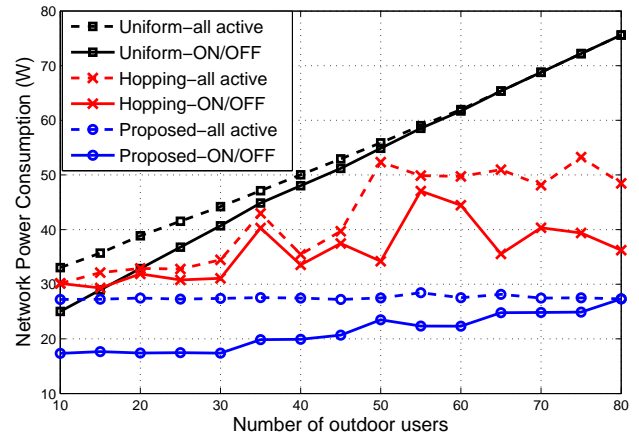 Network Power Consumption (W)
80
70
60
50
40
30
20
10
Uniform−all active
Uniform−ON/OFF
Hopping−all active
Hopping−ON/OFF
Proposed−all active
Proposed−ON/OFF
10 20 30 40 50 60 70 80
Number of outdoor users